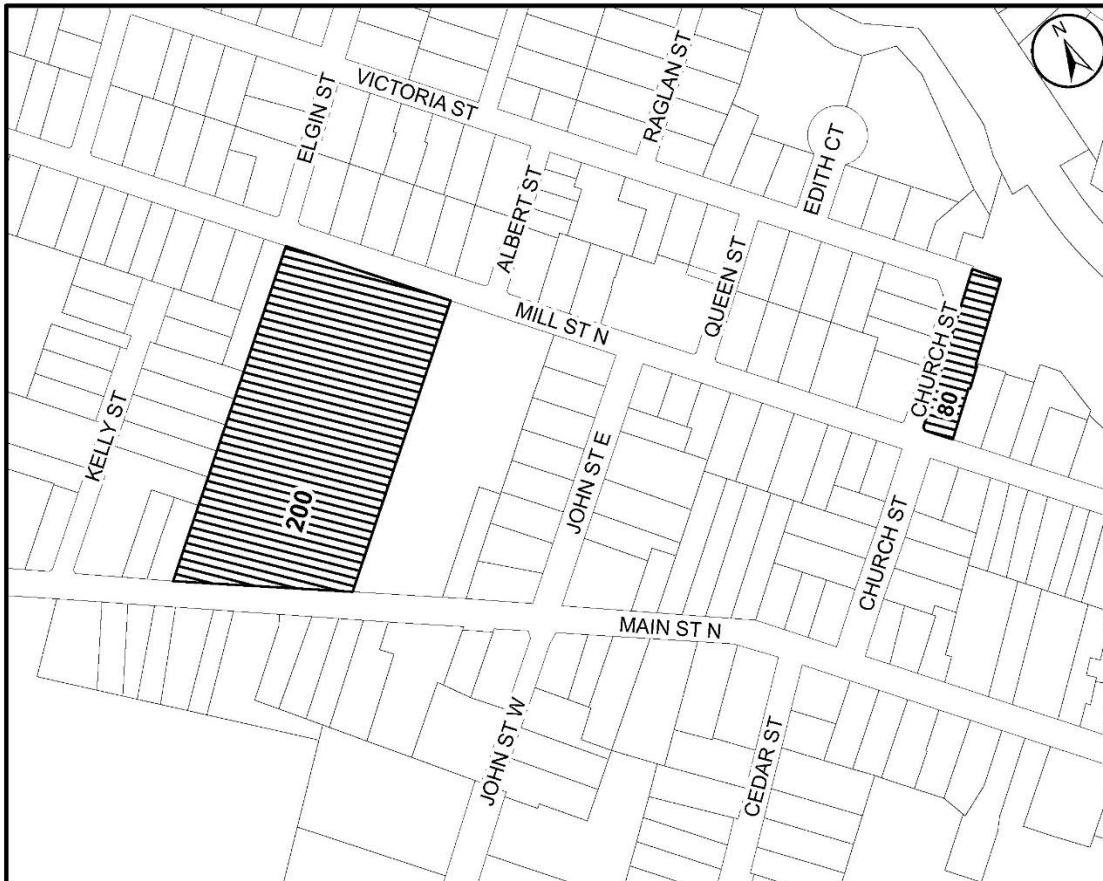 N
RAGLAN ST
VICTORIA ST
ELGIN ST
EDITH CT
ALBERT ST
QUEEN ST
MILL ST N
CHURCH ST
80
KELLY ST
200
JOHN ST E
CHURCH ST
MAIN ST N
JOHN ST W
CEDAR ST